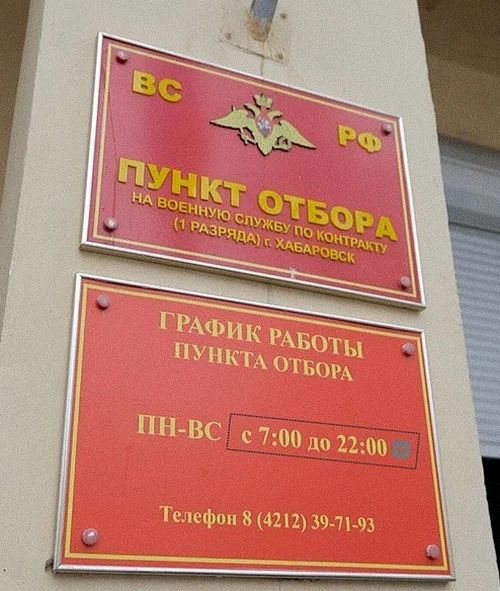 ВС РФ
ПУНКТ ОТБОРА
НА ВОЕННУЮ СЛУЖБУ ПО КОНТРАКТУ
(1 РАЗРЯДА) г. ХАБАРОВСК
ГРАФИК РАБОТЫ
ПУНКТА ОТБОРА
ПН-ВС с 7:00 до 22:00
Телефон 8 (4212) 39-71-93